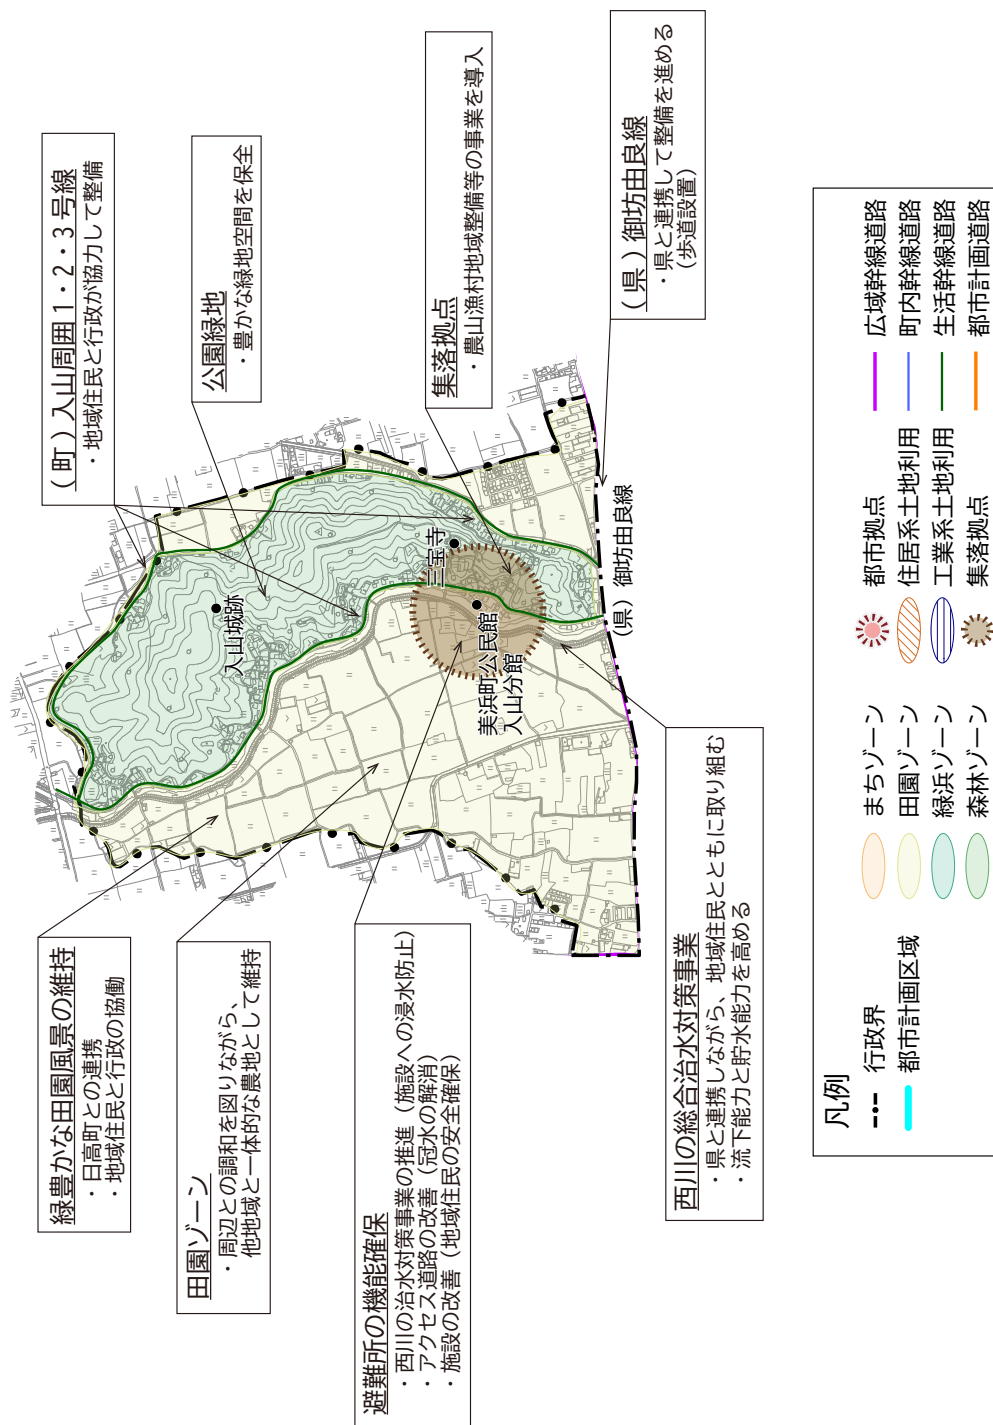 緑豊かな田園風景の維持
・日高町との連携
・地域住民と行政の協働
田園ゾーン
・周辺との調和を図りながら、
他地域と一体的な農地として維持
避難所の機能確保
・西川の治水対策事業の推進（施設への浸水防止）
・アクセス道路の改善（冠水の解消）
・施設の改善（地域住民の安全確保）
西川の総合治水対策事業
・県と連携しながら、地域住民とともに取り組む
・流下能力と貯水能力を高める
（町）入山周囲１・２・３号線
・地域住民と行政が協力して整備
公園緑地
・豊かな緑地空間を保全
集落拠点
・農山漁村地域整備等の事業を導入
（県）御坊由良線
・県と連携して整備を進める
（歩道設置）
入山城跡
三宝寺
美浜町公民館
入山分館
（県）御坊由良線
凡例
行政界
都市計画区域
まちゾーン
田園ゾーン
緑浜ゾーン
森林ゾーン
都市拠点
住居系土地利用
工業系土地利用
集落拠点
広域幹線道路
町内幹線道路
生活幹線道路
都市計画道路